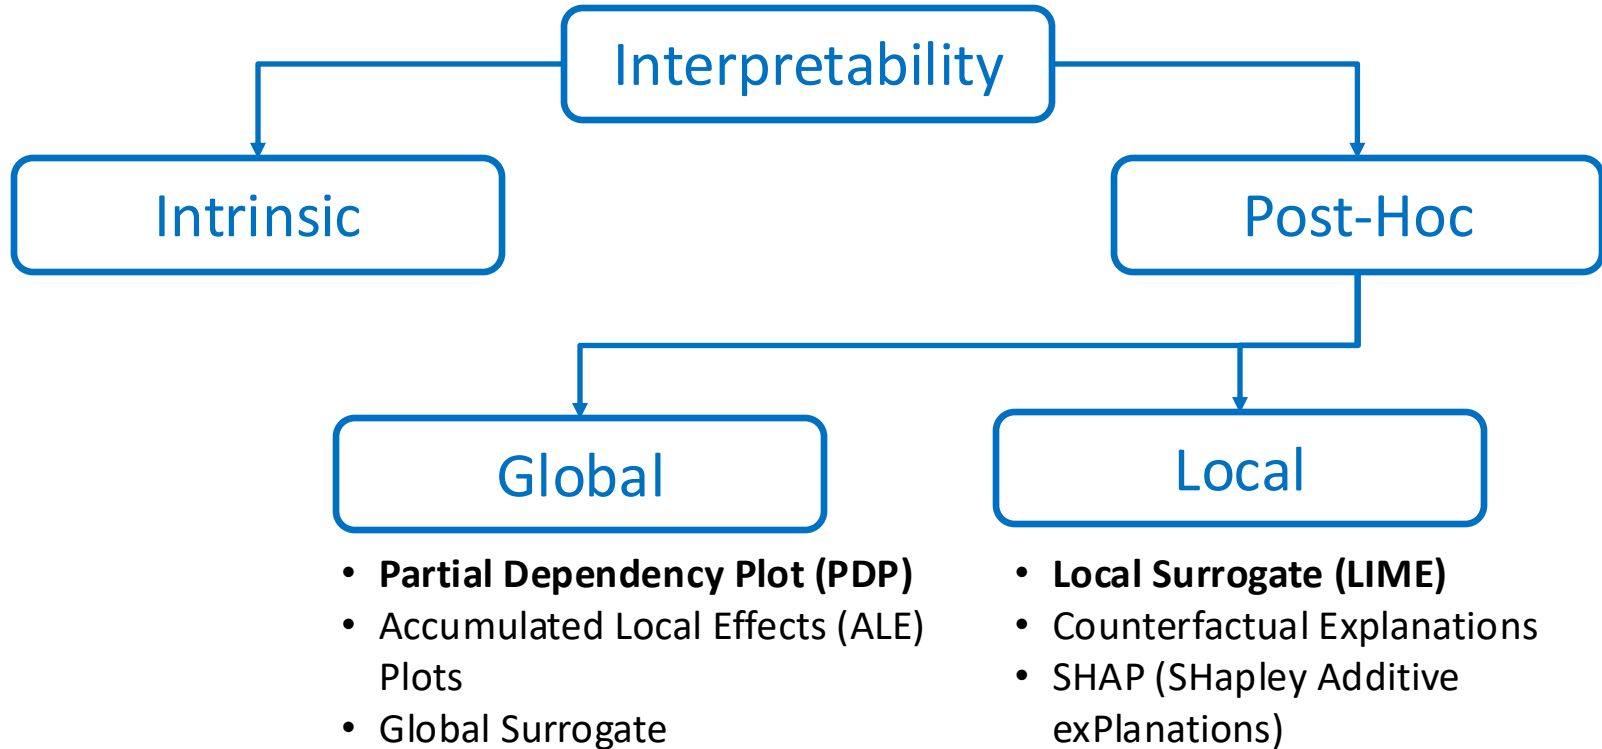 Interpretability
Intrinsic
Post-Hoc
Global
Local
• Partial Dependency Plot (PDP)
• Accumulated Local Effects (ALE)
Plots
• Global Surrogate
• Local Surrogate (LIME)
• Counterfactual Explanations
• SHAP (SHapley Additive
exPlanations)